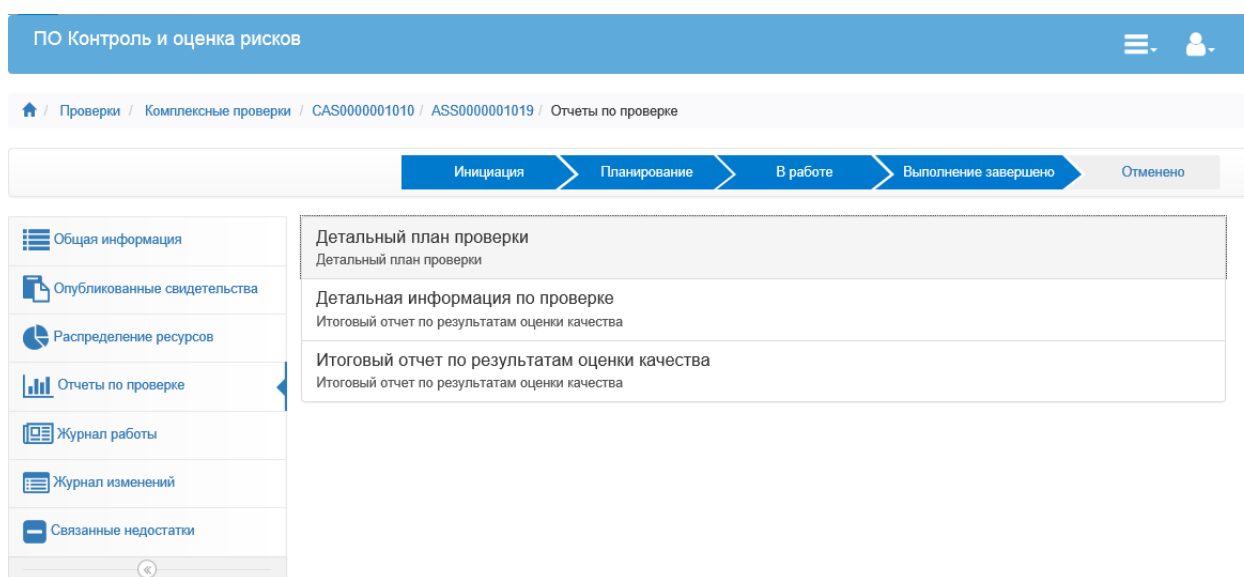 ПО Контроль и оценка рисков
/ Проверки / Комплексные проверки / CAS0000001010 / ASS0000001019 / Отчеты по проверке
Инициация Планирование В работе Выполнение завершено Отменено
Общая информация
Опубликованные свидетельства
Распределение ресурсов
Отчеты по проверке
Журнал работы
Журнал изменений
Связанные недостатки
Детальный план проверки
Детальный план проверки
Детальная информация по проверке
Итоговый отчет по результатам оценки качества
Итоговый отчет по результатам оценки качества
Итоговый отчет по результатам оценки качества